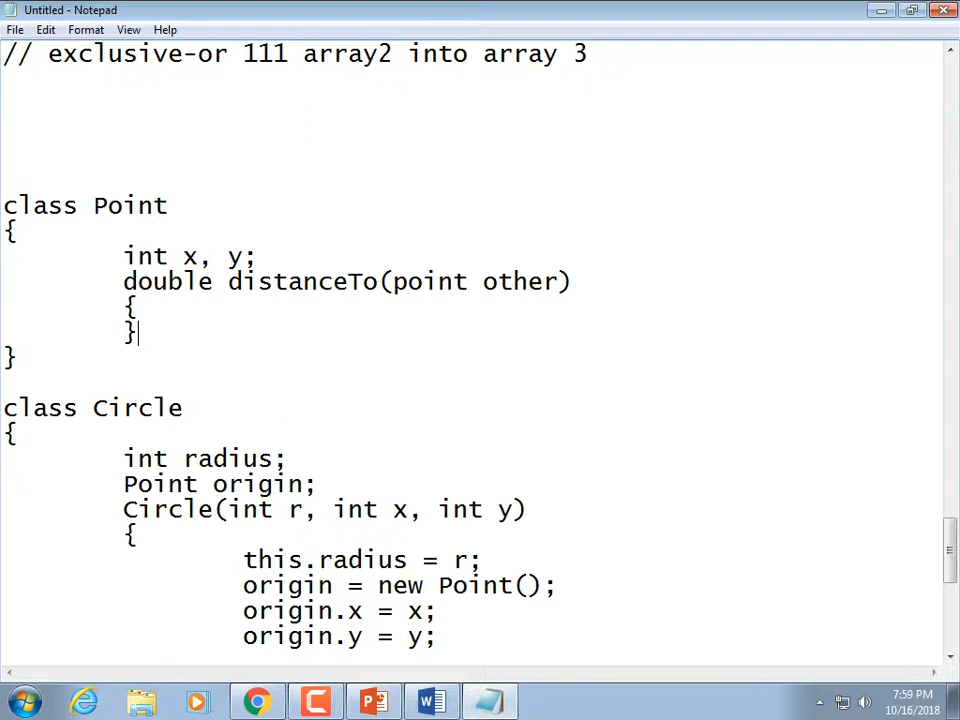 Untitled - Notepad
File Edit Format View Help
// exclusive-or 111 array2 into array 3
class Point
{
int x, y;
double distanceTo(point other)
{
}
}
class Circle
{
int radius;
Point origin;
Circle(int r, int x, int y)
{
this.radius = r;
origin = new Point();
origin.x = x;
origin.y = y;
7:59 PM
10/16/2018